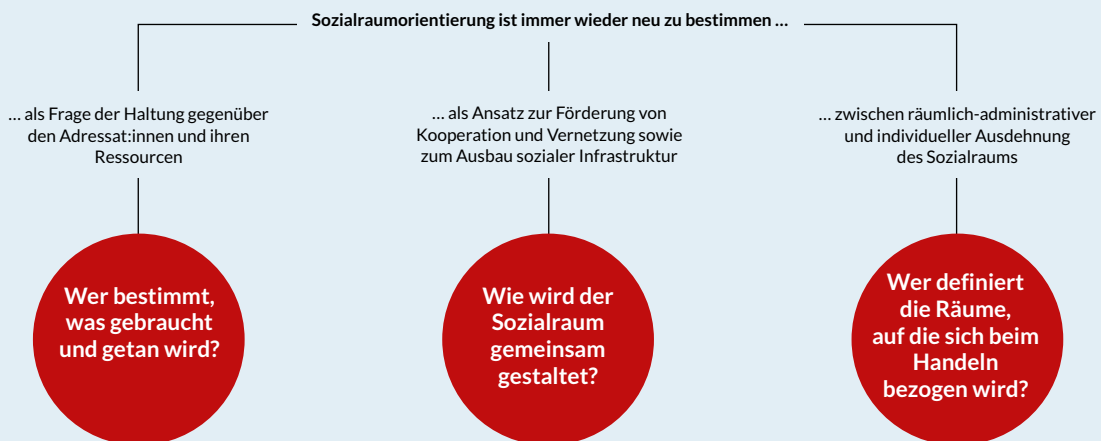 Sozialraumorientierung ist immer wieder neu zu bestimmen ...
... als Frage der Haltung gegenüber
den Adressat:innen und ihren
Ressourcen
... als Ansatz zur Förderung von
Kooperation und Vernetzung sowie
zum Ausbau sozialer Infrastruktur
... zwischen räumlich-administrativer
und individueller Ausdehnung
des Sozialraums
Wer bestimmt,
was gebraucht
und getan wird?
Wie wird der
Sozialraum
gemeinsam
gestaltet?
Wer definiert
die Räume,
auf die sich beim
Handeln
bezogen wird?